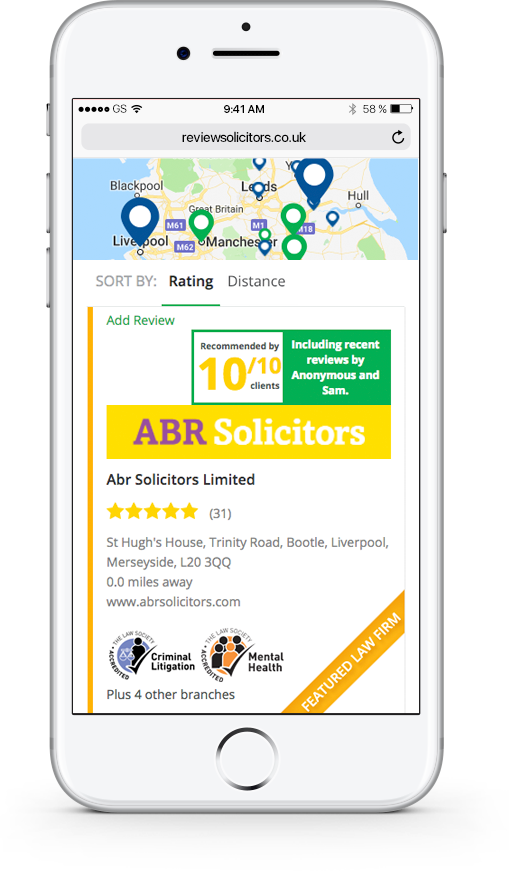 GS
9:41 AM
58 %
reviewsolicitors.co.uk
Blackpool
Leeds
Hull
Great Britain
M61
M1
M18
Liverpool
M62
Manchester
SORT BY: Rating Distance
Add Review
Recommended by
10/10
clients
Including recent
reviews by
Anonymous and
Sam.
ABR Solicitors
Abr Solicitors Limited
(31)
St Hugh's House, Trinity Road, Bootle, Liverpool,
Merseyside, L20 3QQ
0.0 miles away
www.abrsolicitors.com
THE LAW SOCIETY
ACCREDITED
Criminal
Litigation
THE LAW SOCIETY
ACCREDITED
Mental
Health
Plus 4 other branches
FEATURED LAW FIRM